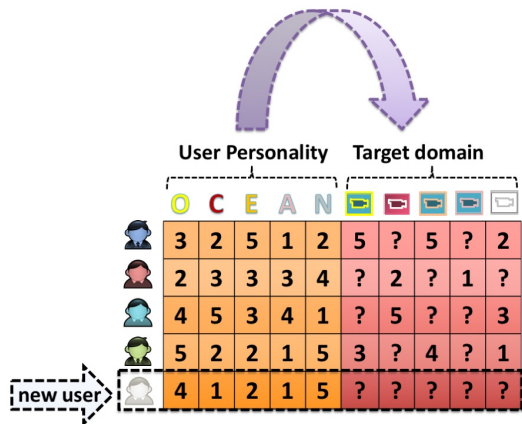 User Personality Target domain
O C E A N
3 2 5 1 2 5 ? 5 ? 2
2 3 3 3 4 ? 2 ? 1 ?
4 5 3 4 1 ? 5 ? ? 3
5 2 2 1 5 3 ? 4 ? 1
new user 4 1 2 1 5 ? ? ? ? ?